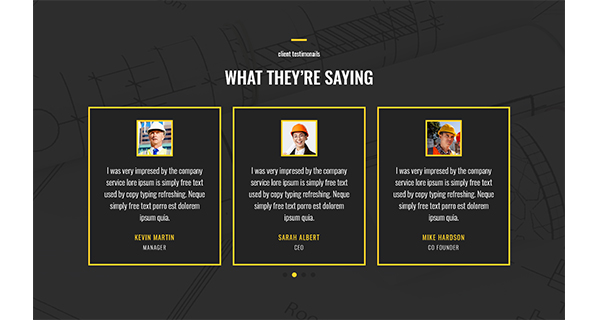 client testimonails
WHAT THEY'RE SAYING
I was very impresed by the company
service lore ipsum is simply free text
used by copy typing refreshing. Neque
simply free text porro est dolorem
ipsum quia.
KEVIN MARTIN
MANAGER
I was very impresed by the company
service lore ipsum is simply free text
used by copy typing refreshing. Neque
simply free text porro est dolorem
ipsum quia.
SARAH ALBERT
CEO
I was very impresed by the company
service lore ipsum is simply free text
used by copy typing refreshing. Neque
simply free text porro est dolorem
ipsum quia.
MIKE HARDSON
CO FOUNDER